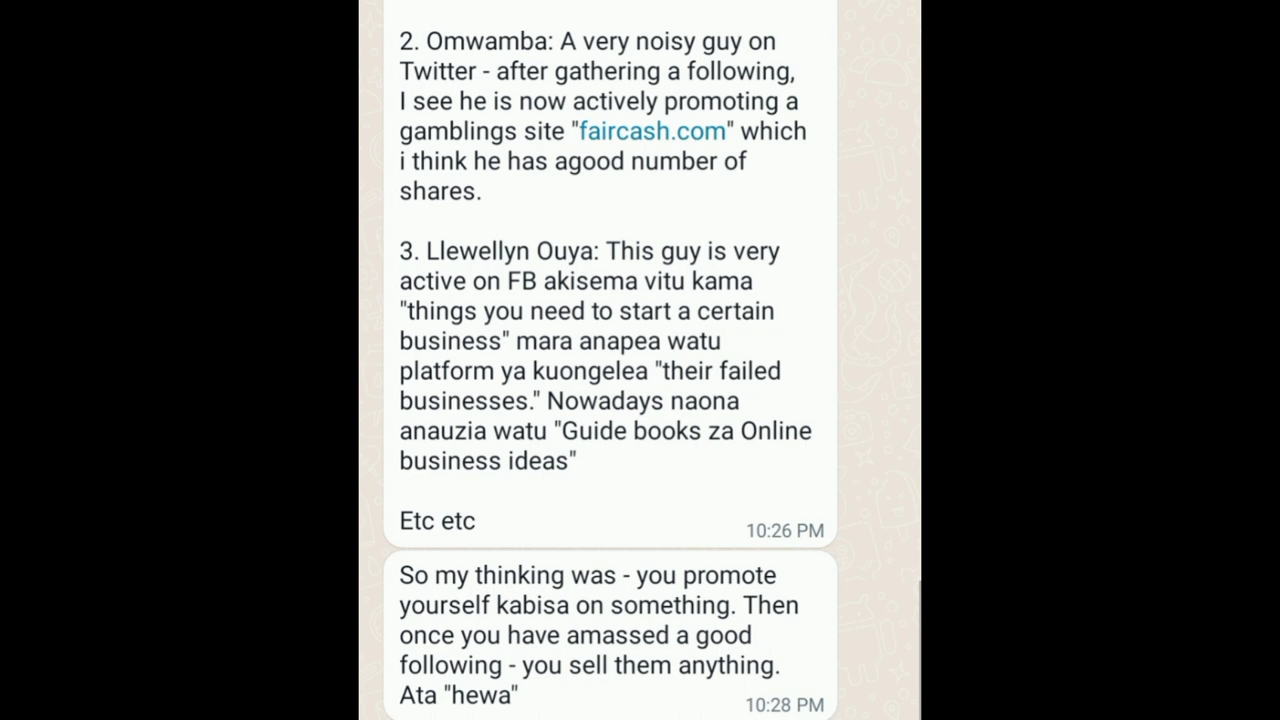 2. Omwamba: A very noisy guy on
Twitter - after gathering a following,
I see he is now actively promoting a
gamblings site "faircash.com" which
i think he has agood number of
shares.
3. Llewellyn Ouya: This guy is very
active on FB akisema vitu kama
"things you need to start a certain
business" mara anapea watu
platform ya kuongelea "their failed
businesses." Nowadays naona
anauzia watu "Guide books za Online
business ideas"
Etc etc
10:26 PM
So my thinking was - you promote
yourself kabisa on something. Then
once you have amassed a good
following - you sell them anything.
Ata "hewa"
10:28 PM